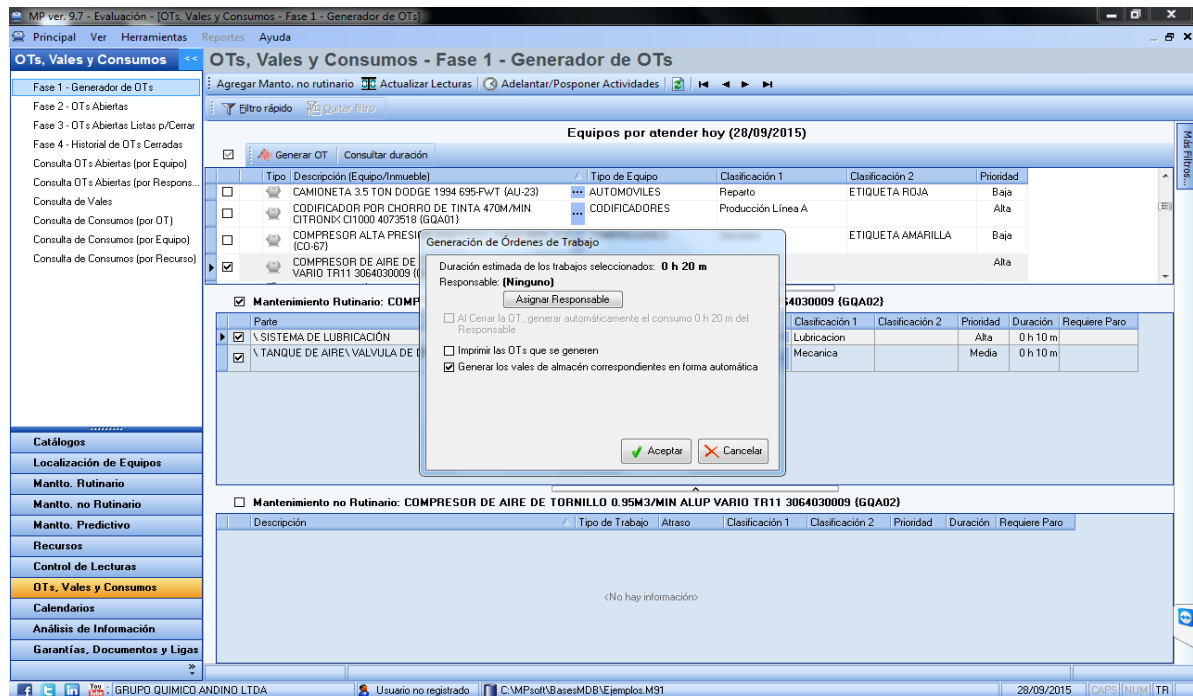 MP ver. 9.7 - Evaluación - [OTs, Vales y Consumos - Fase 1 - Generador de OTs]
Principal Ver Herramientas Reportes Ayuda
OTs, Vales y Consumos <<
OTs, Vales y Consumos - Fase 1 - Generador de OTs
Fase 1 - Generador de OTs
Fase 2 - OTs Abiertas
Fase 3 - OTs Abiertas Listas p/Cerrar
Fase 4 - Historial de OTs Cerradas
Consulta OTs Abiertas (por Equipo)
Consulta OTs Abiertas (por Respons...
Consulta de Vales
Consulta de Consumos (por OT)
Consulta de Consumos (por Equipo)
Consulta de Consumos (por Recurso)
Agregar Manto. no rutinario Actualizar Lecturas Adelantar/Posponer Actividades
Filtro rápido Quitar filtro
Equipos por atender hoy (28/09/2015)
Más Filtros...
Generar OT Consultar duración
Tipo Descripción (Equipo/Inmueble) Tipo de Equipo Clasificación 1 Clasificación 2 Prioridad
CAMIONETA 3.5 TON DODGE 1994 695-FWT {AU-23} ... AUTOMOVILES Reparto ETIQUETA ROJA Baja
CODIFICADOR POR CHORRO DE TINTA 470M/MIN
CITRONIX CI1000 4073518 {GQA01} ... CODIFICADORES Producción Línea A Alta
COMPRESOR ALTA PRESI
{CO-67} ETIQUETA AMARILLA Baja
COMPRESOR DE AIRE DE
VARIO TR11 3064030009 Alta
Mantenimiento Rutinario: COMP
4030009 {GQA02}
Parte Clasificación 1 Clasificación 2 Prioridad Duración Requiere Paro
\ SISTEMA DE LUBRICACIÓN Lubricacion Alta 0 h 10 m
\ TANQUE DE AIRE\ VALVULA DE Mecanica Media 0 h 10 m
Generación de Órdenes de Trabajo
Duración estimada de los trabajos seleccionados: 0 h 20 m
Responsable: (Ninguno)
Asignar Responsable
Al Cerrar la OT, generar automáticamente el consumo 0 h 20 m del
Responsable
Imprimir las OTs que se generen
Generar los vales de almacén correspondientes en forma automática
Aceptar Cancelar
Mantenimiento no Rutinario: COMPRESOR DE AIRE DE TORNILLO 0.95M3/MIN ALUP VARIO TR11 3064030009 {GQA02}
Descripción Tipo de Trabajo Atraso Clasificación 1 Clasificación 2 Prioridad Duración Requiere Paro
<No hay información>
Catálogos
Localización de Equipos
Mantto. Rutinario
Mantto. no Rutinario
Mantto. Predictivo
Recursos
Control de Lecturas
OTs, Vales y Consumos
Calendarios
Análisis de Información
Garantías, Documentos y Ligas
»
GRUPO QUIMICO ANDINO LTDA Usuario no registrado C:\MPsoft\BasesMDB\Ejemplos.M91 28/09/2015 CAPS NUM TR